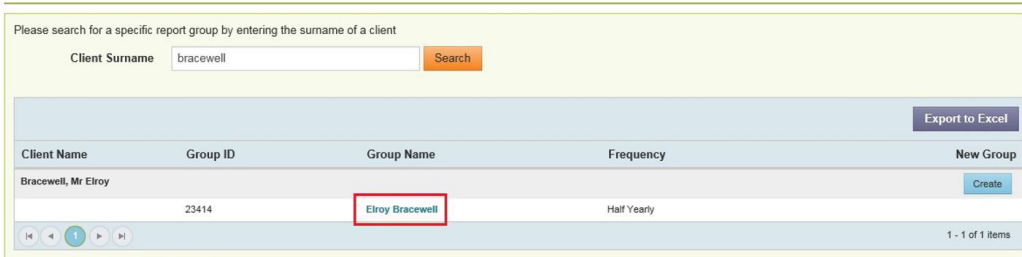 Please search for a specific report group by entering the surname of a client
Client Surname bracewell Search
Export to Excel
Client Name Group ID Group Name Frequency New Group
Bracewell, Mr Elroy Create
23414 Elroy Bracewell Half Yearly
1 1 - 1 of 1 items